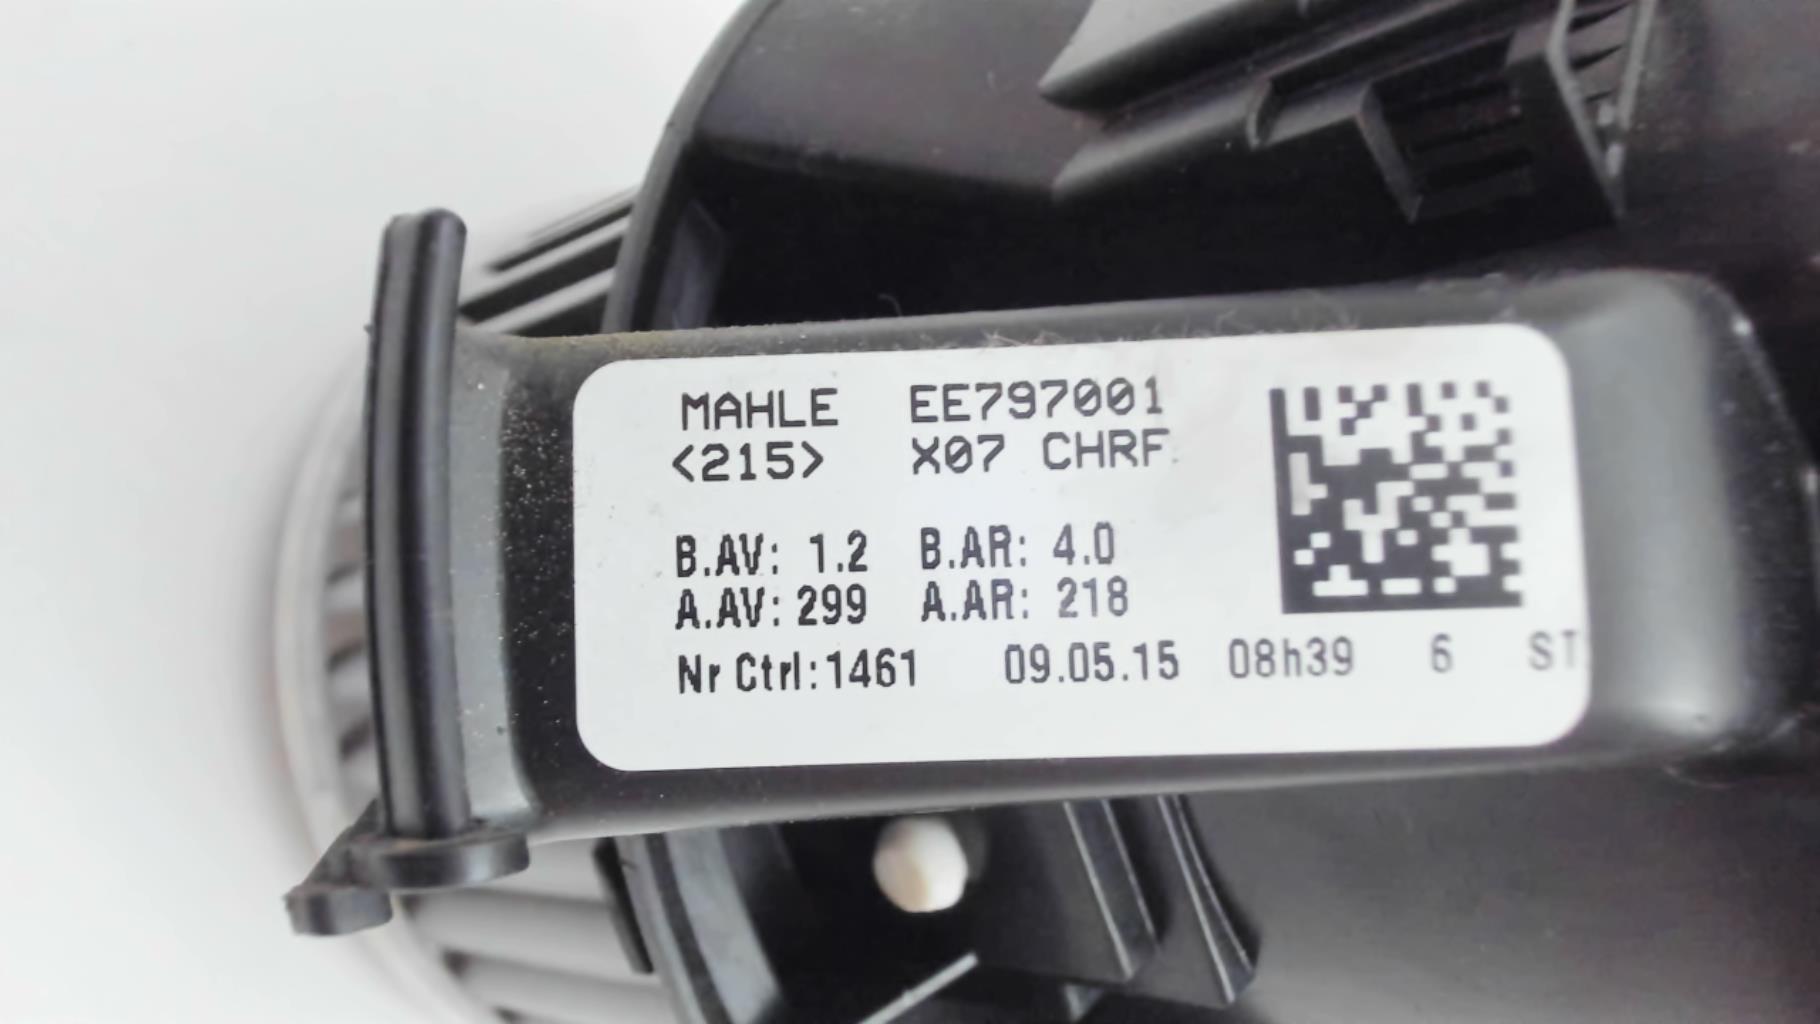 MAHLE EE797001
<215> X07 CHRF
B.AV: 1.2 B.AR: 4.0
A.AV: 299 A.AR: 218
Nr Ctrl:1461 09.05.15 08h39 6 ST